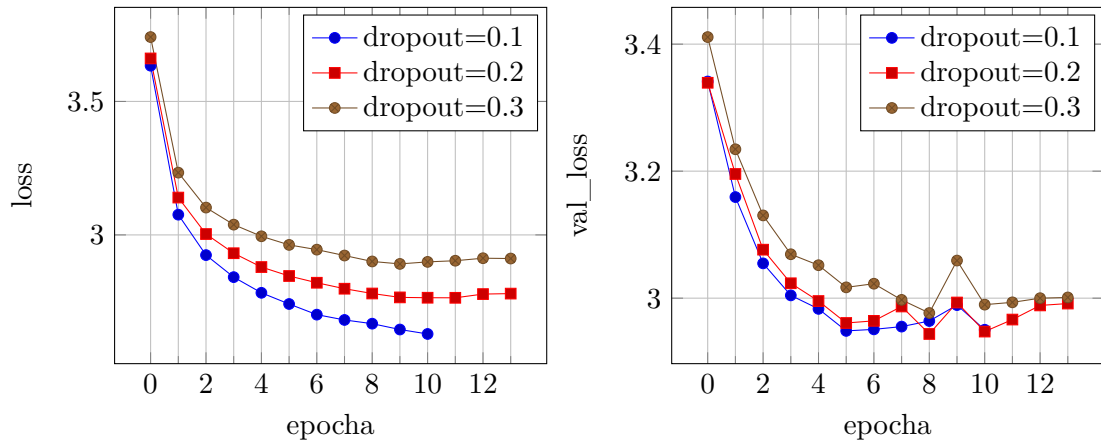 dropout=0.1
dropout=0.2
dropout=0.3
3.5
3
loss
0 2 4 6 8 10 12
epocha
dropout=0.1
dropout=0.2
dropout=0.3
3.4
3.2
3
val_loss
0 2 4 6 8 10 12
epocha